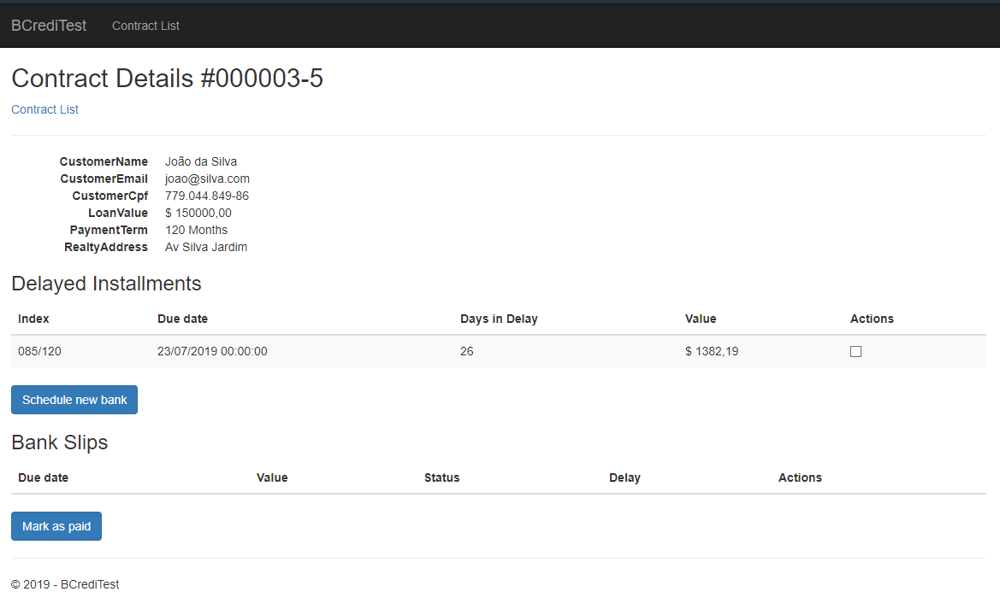 BCrediTest Contract List
Contract Details #000003-5
Contract List
CustomerName João da Silva
CustomerEmail joao@silva.com
CustomerCpf 779.044.849-86
LoanValue $ 150000,00
PaymentTerm 120 Months
RealtyAddress Av Silva Jardim
Delayed Installments
Index Due date Days in Delay Value Actions
085/120 23/07/2019 00:00:00 26 $ 1382,19
Schedule new bank
Bank Slips
Due date Value Status Delay Actions
Mark as paid
© 2019 - BCrediTest